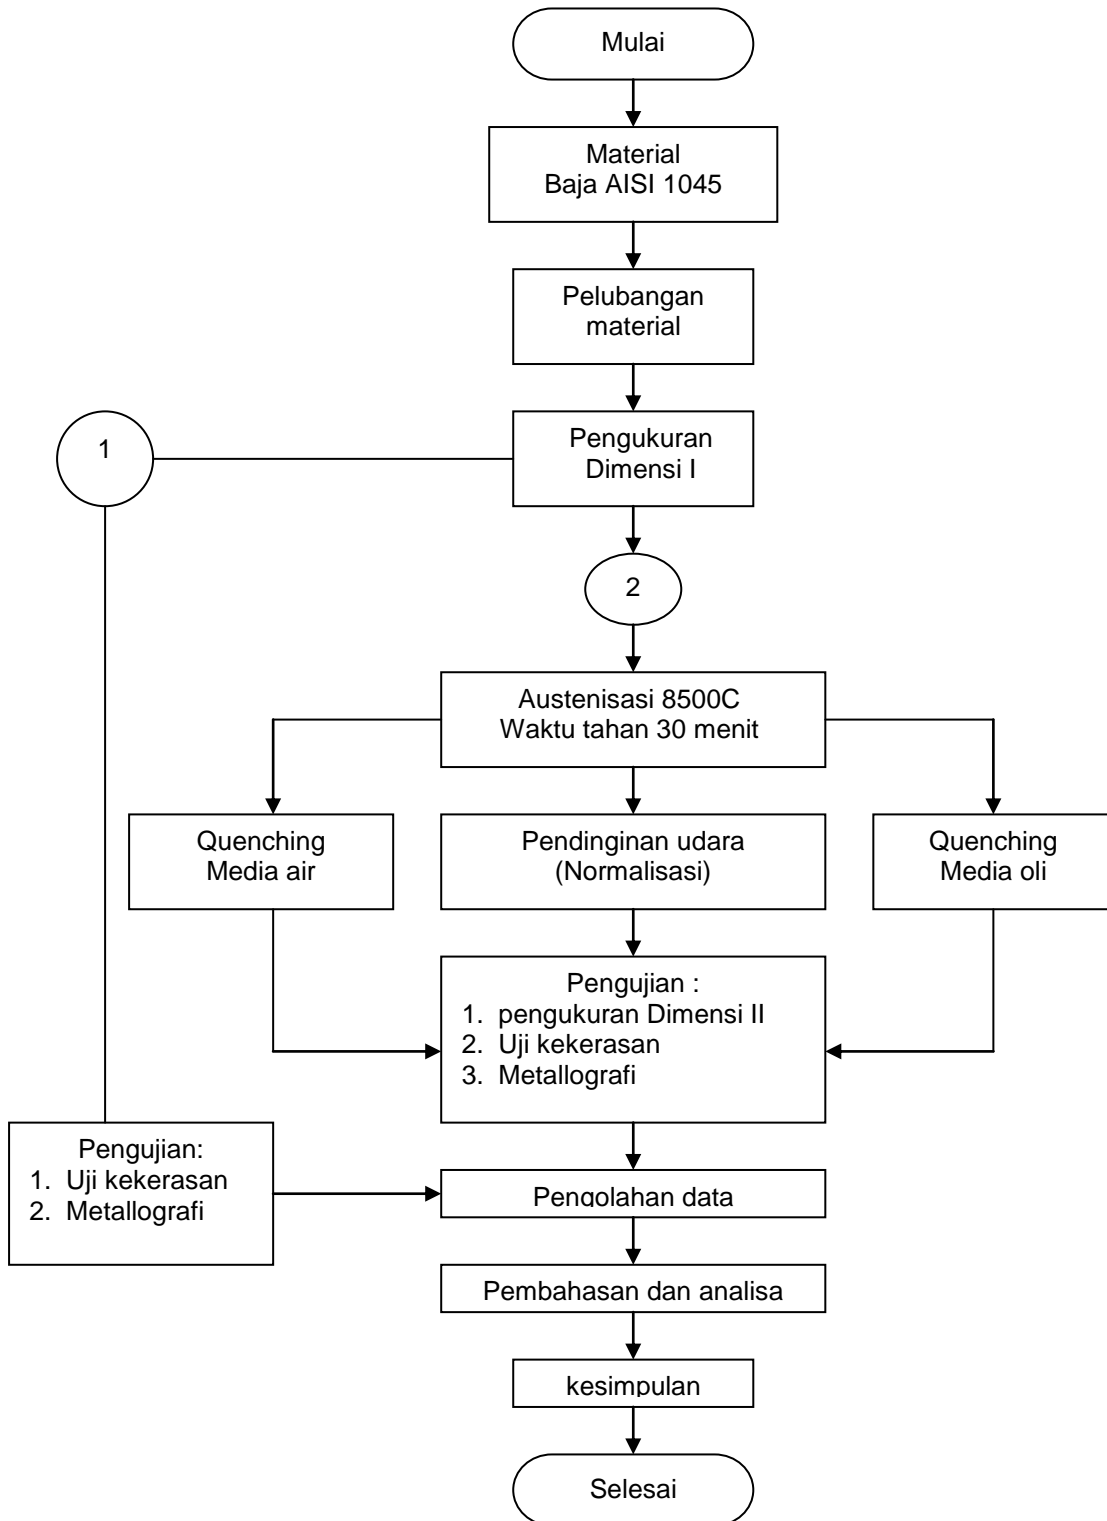 Mulai
Material
Baja AISI 1045
Pelubangan
material
Pengukuran
Dimensi I
1
2
Austenisasi 8500C
Waktu tahan 30 menit
Quenching
Media air
Pendinginan udara
(Normalisasi)
Quenching
Media oli
Pengujian :
1. pengukuran Dimensi II
2. Uji kekerasan
3. Metallografi
Pengujian:
1. Uji kekerasan
2. Metallografi
Pengolahan data
Pembahasan dan analisa
kesimpulan
Selesai